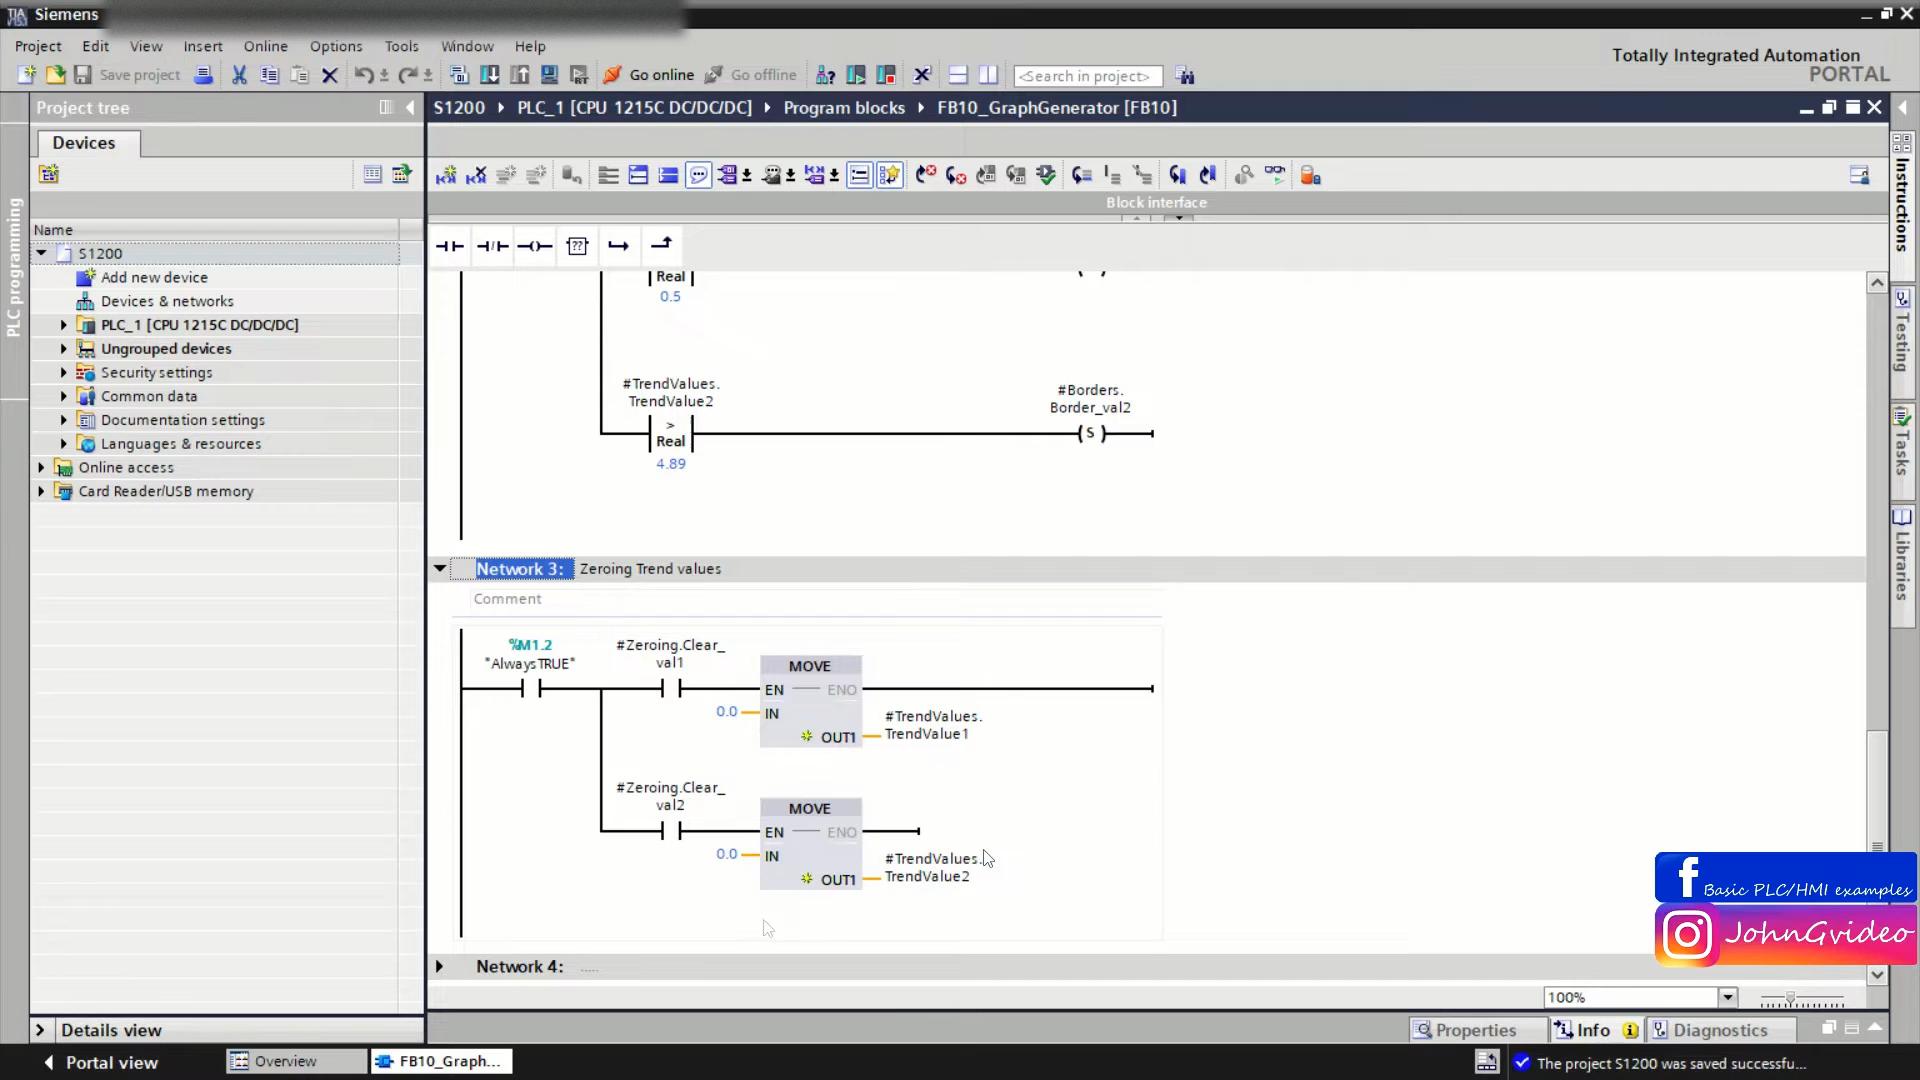 Siemens
Project Edit View Insert Online Options Tools Window Help
Totally Integrated Automation
PORTAL
Save project
Go online
Go offline
<Search in project>
Project tree
S1200 PLC_1 [CPU 1215C DC/DC/DC] Program blocks FB10_GraphGenerator [FB10]
Devices
Name
S1200
Add new device
Devices & networks
PLC_1 [CPU 1215C DC/DC/DC]
Ungrouped devices
Security settings
Common data
Documentation settings
Languages & resources
Online access
Card Reader/USB memory
Details view
PLC programming
Block interface
??
Real
0.5
#TrendValues.
TrendValue2
>
Real
4.89
#Borders.
Border_val2
S
Network 3: Zeroing Trend values
Comment
%M1.2
"AlwaysTRUE"
#Zeroing.Clear_
val1
MOVE
EN ENO
0.0 IN
OUT1
#TrendValues.
TrendValue1
#Zeroing.Clear_
val2
MOVE
EN ENO
0.0 IN
OUT1
#TrendValues.
TrendValue2
Network 4: .....
100%
Properties
Info
Diagnostics
Instructions
Testing
Tasks
Libraries
Basic PLC/HMI examples
JohnGvideo
Portal view
Overview
FB10_Graph...
The project S1200 was saved successfu...